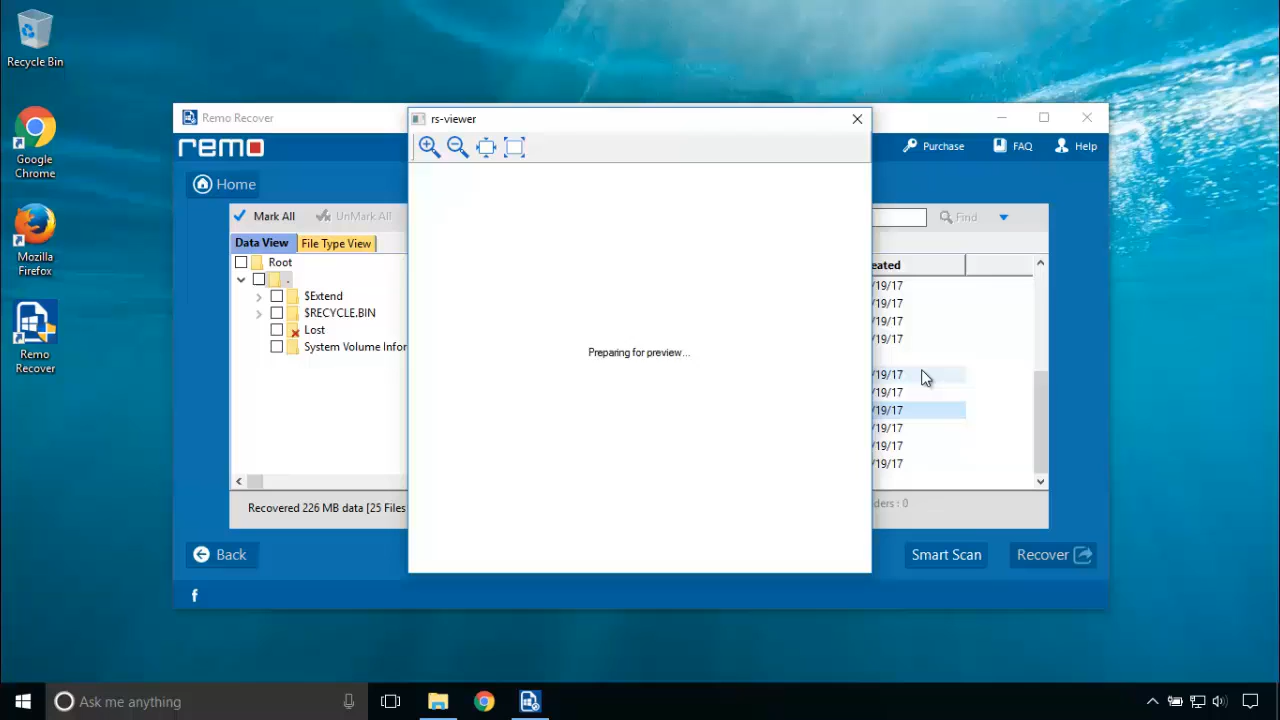 Recycle Bin
Google
Chrome
Mozilla
Firefox
Remo
Recover
Remo Recover
rs-viewer
remo
Purchase
FAQ
Help
Home
Mark All
UnMark All
Find
Data View
File Type View
Root
.
$Extend
$RECYCLE.BIN
Lost
System Volume Infor
eated
/19/17
/19/17
/19/17
/19/17
/19/17
/19/17
/19/17
/19/17
/19/17
/19/17
Preparing for preview...
Recovered 226 MB data [25 Files
ders : 0
Back
Smart Scan
Recover
f
Ask me anything